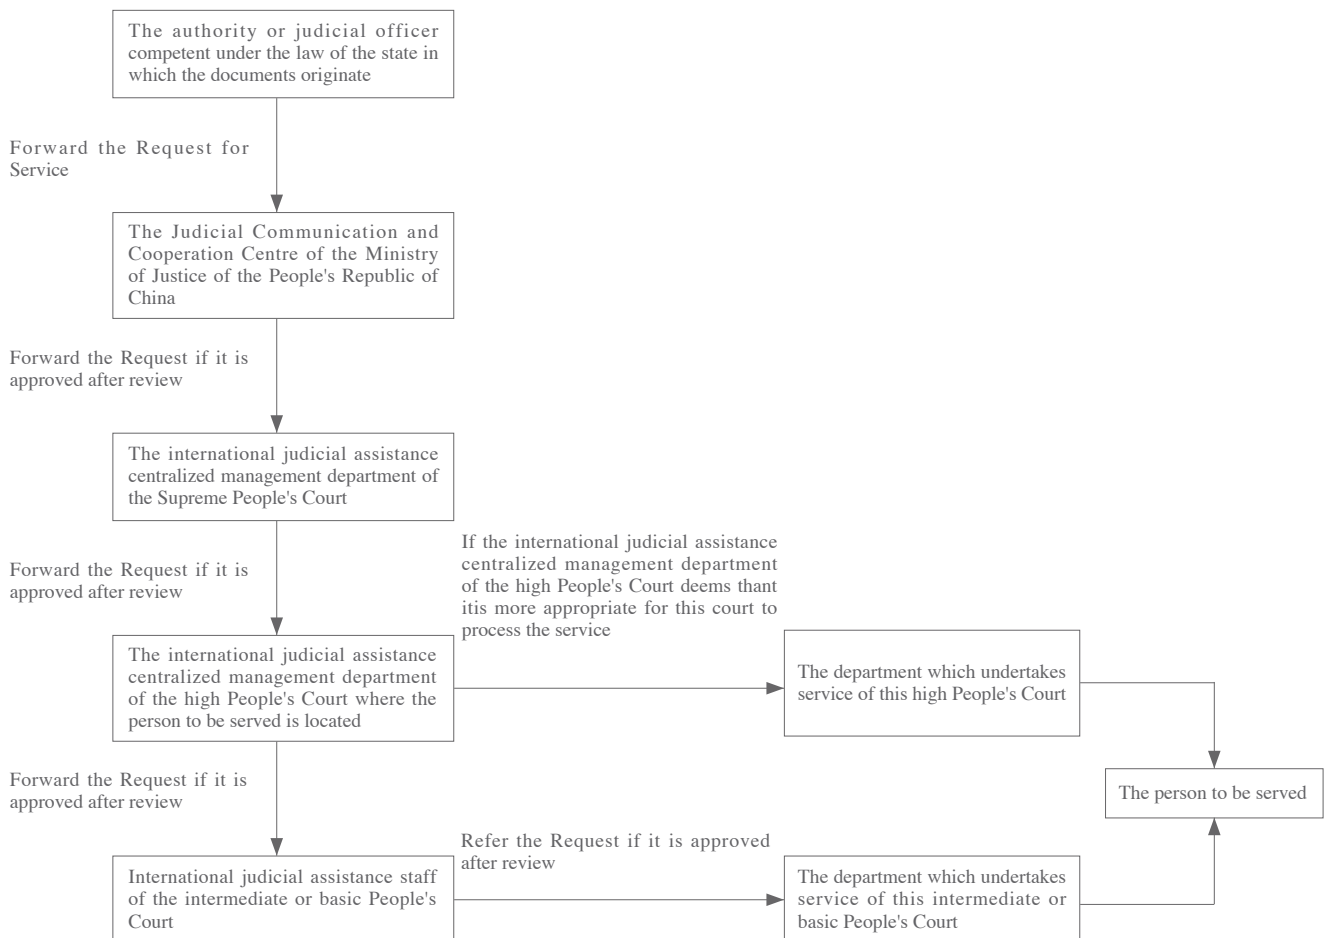 The authority or judicial officer
competent under the law of the state in
which the documents originate
Forward the Request for
Service
The Judicial Communication and
Cooperation Centre of the Ministry
of Justice of the People's Republic of
China
Forward the Request if it is
approved after review
The international judicial assistance
centralized management department of
the Supreme People's Court
Forward the Request if it is
approved after review
If the international judicial assistance
centralized management department
of the high People's Court deems thant
itis more appropriate for this court to
process the service
The international judicial assistance
centralized management department
of the high People's Court where the
person to be served is located
The department which undertakes
service of this high People's Court
Forward the Request if it is
approved after review
The person to be served
Refer the Request if it is approved
after review
International judicial assistance staff
of the intermediate or basic People's
Court
The department which undertakes
service of this intermediate or
basic People's Court